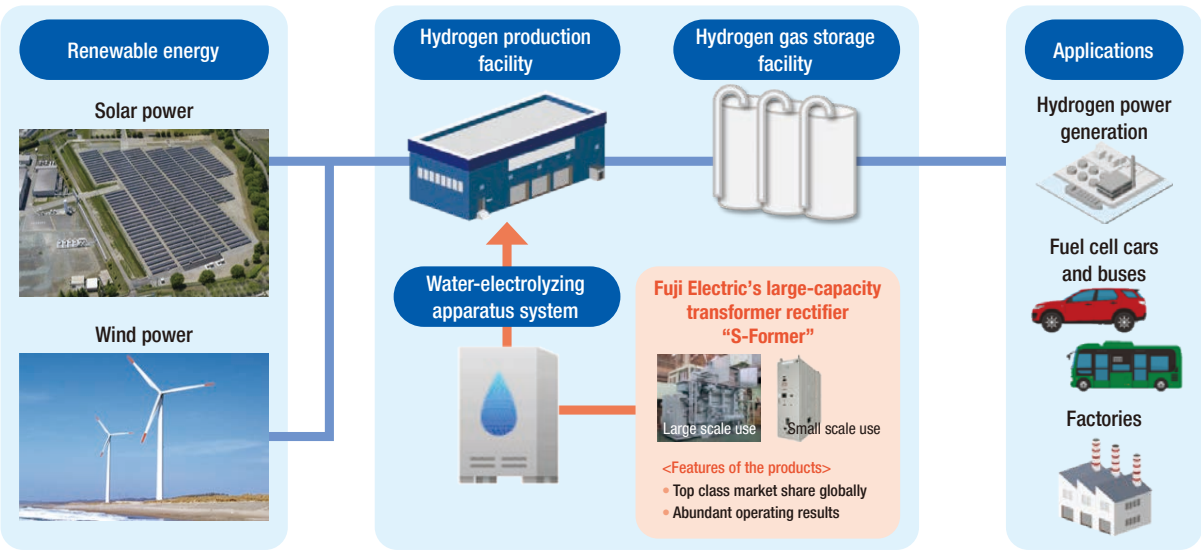 Renewable energy
Solar power
Wind power
Hydrogen production
facility
Hydrogen gas storage
facility
Water-electrolyzing
apparatus system
Fuji Electric’s large-capacity
transformer rectifier
“S-Former”
Large scale use
Small scale use
<Features of the products>
• Top class market share globally
• Abundant operating results
Applications
Hydrogen power
generation
Fuel cell cars
and buses
Factories